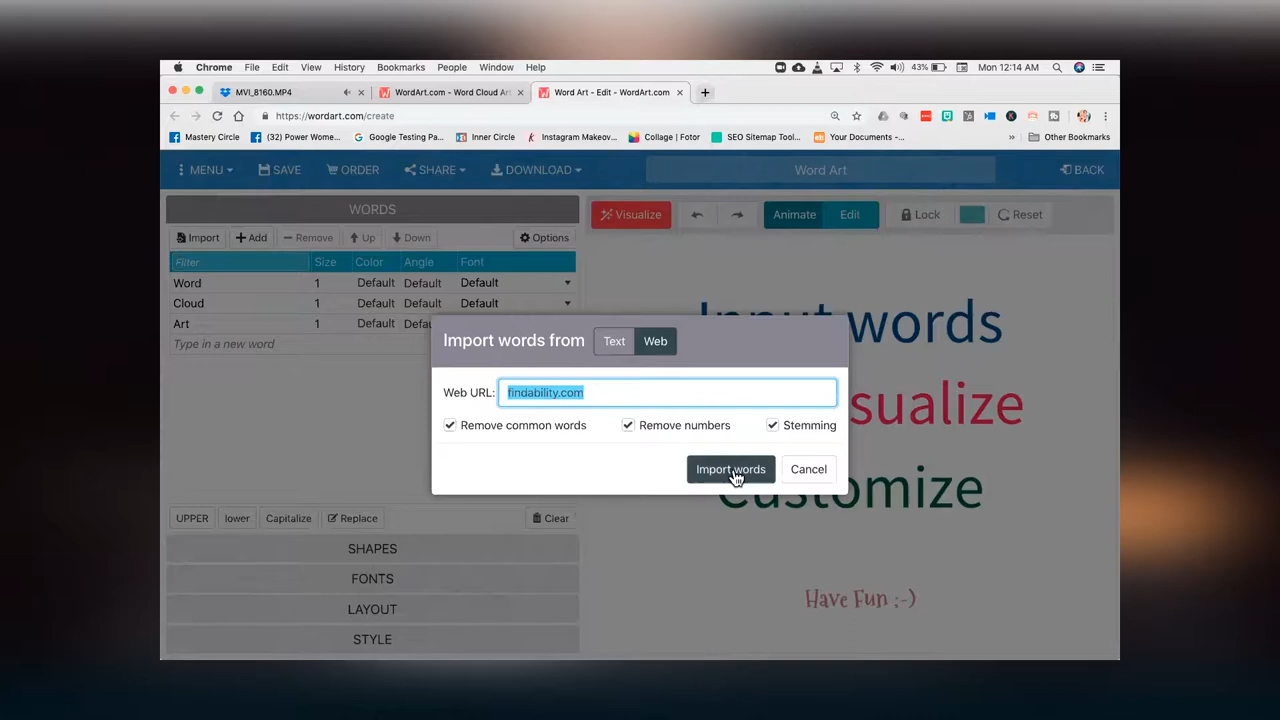 Chrome File Edit View History Bookmarks People Window Help 43% Mon 12:14 AM
MVI_8160.MP4 WordArt.com - Word Cloud Ar Word Art - Edit - WordArt.com
https://wordart.com/create
Mastery Circle (32) Power Wome... Google Testing Pa... Inner Circle Instagram Makeov... Collage | Fotor SEO Sitemap Tool... Your Documents -... » Other Bookmarks
MENU SAVE ORDER SHARE DOWNLOAD Word Art BACK
WORDS
Visualize Animate Edit Lock Reset
Import Add Remove Up Down Options
Filter Size Color Angle Font
Word 1 Default Default Default
Cloud 1 Default Default Default
Art 1 Default Default
Type in a new word
words
sualize
Customize
Have Fun ;-)
Import words from Text Web
Web URL: findability.com
Remove common words Remove numbers Stemming
Import words Cancel
UPPER lower Capitalize Replace Clear
SHAPES
FONTS
LAYOUT
STYLE